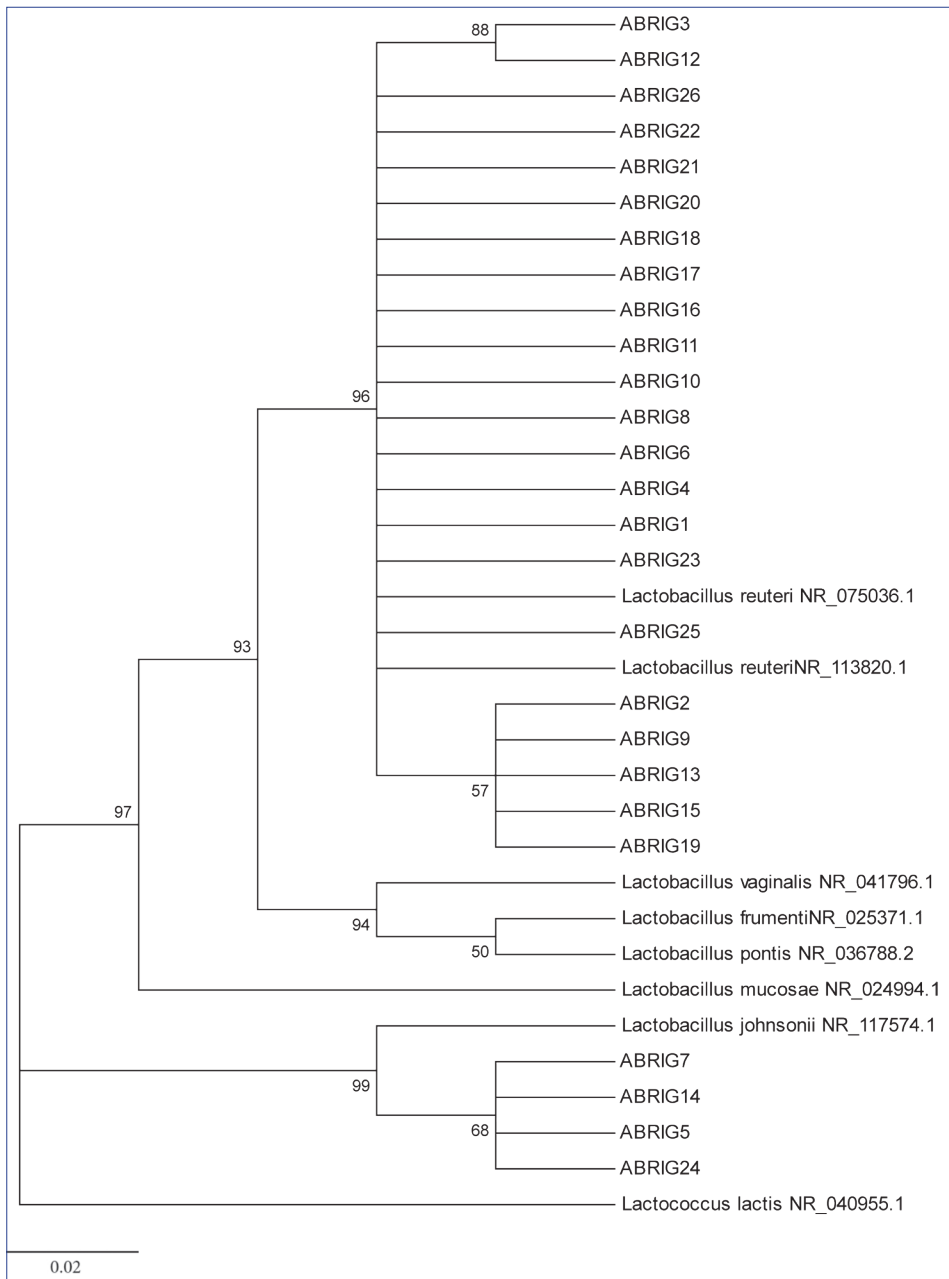 88
ABRIG3
ABRIG12
ABRIG26
ABRIG22
ABRIG21
ABRIG20
ABRIG18
ABRIG17
ABRIG16
ABRIG11
ABRIG10
96
ABRIG8
ABRIG6
ABRIG4
ABRIG1
ABRIG23
Lactobacillus reuteri NR_075036.1
ABRIG25
93
Lactobacillus reuteriNR_113820.1
ABRIG2
ABRIG9
ABRIG13
57
ABRIG15
97
ABRIG19
Lactobacillus vaginalis NR_041796.1
94
Lactobacillus frumentiNR_025371.1
50
Lactobacillus pontis NR_036788.2
Lactobacillus mucosae NR_024994.1
Lactobacillus johnsonii NR_117574.1
99
ABRIG7
ABRIG14
68
ABRIG5
ABRIG24
Lactococcus lactis NR_040955.1
0.02